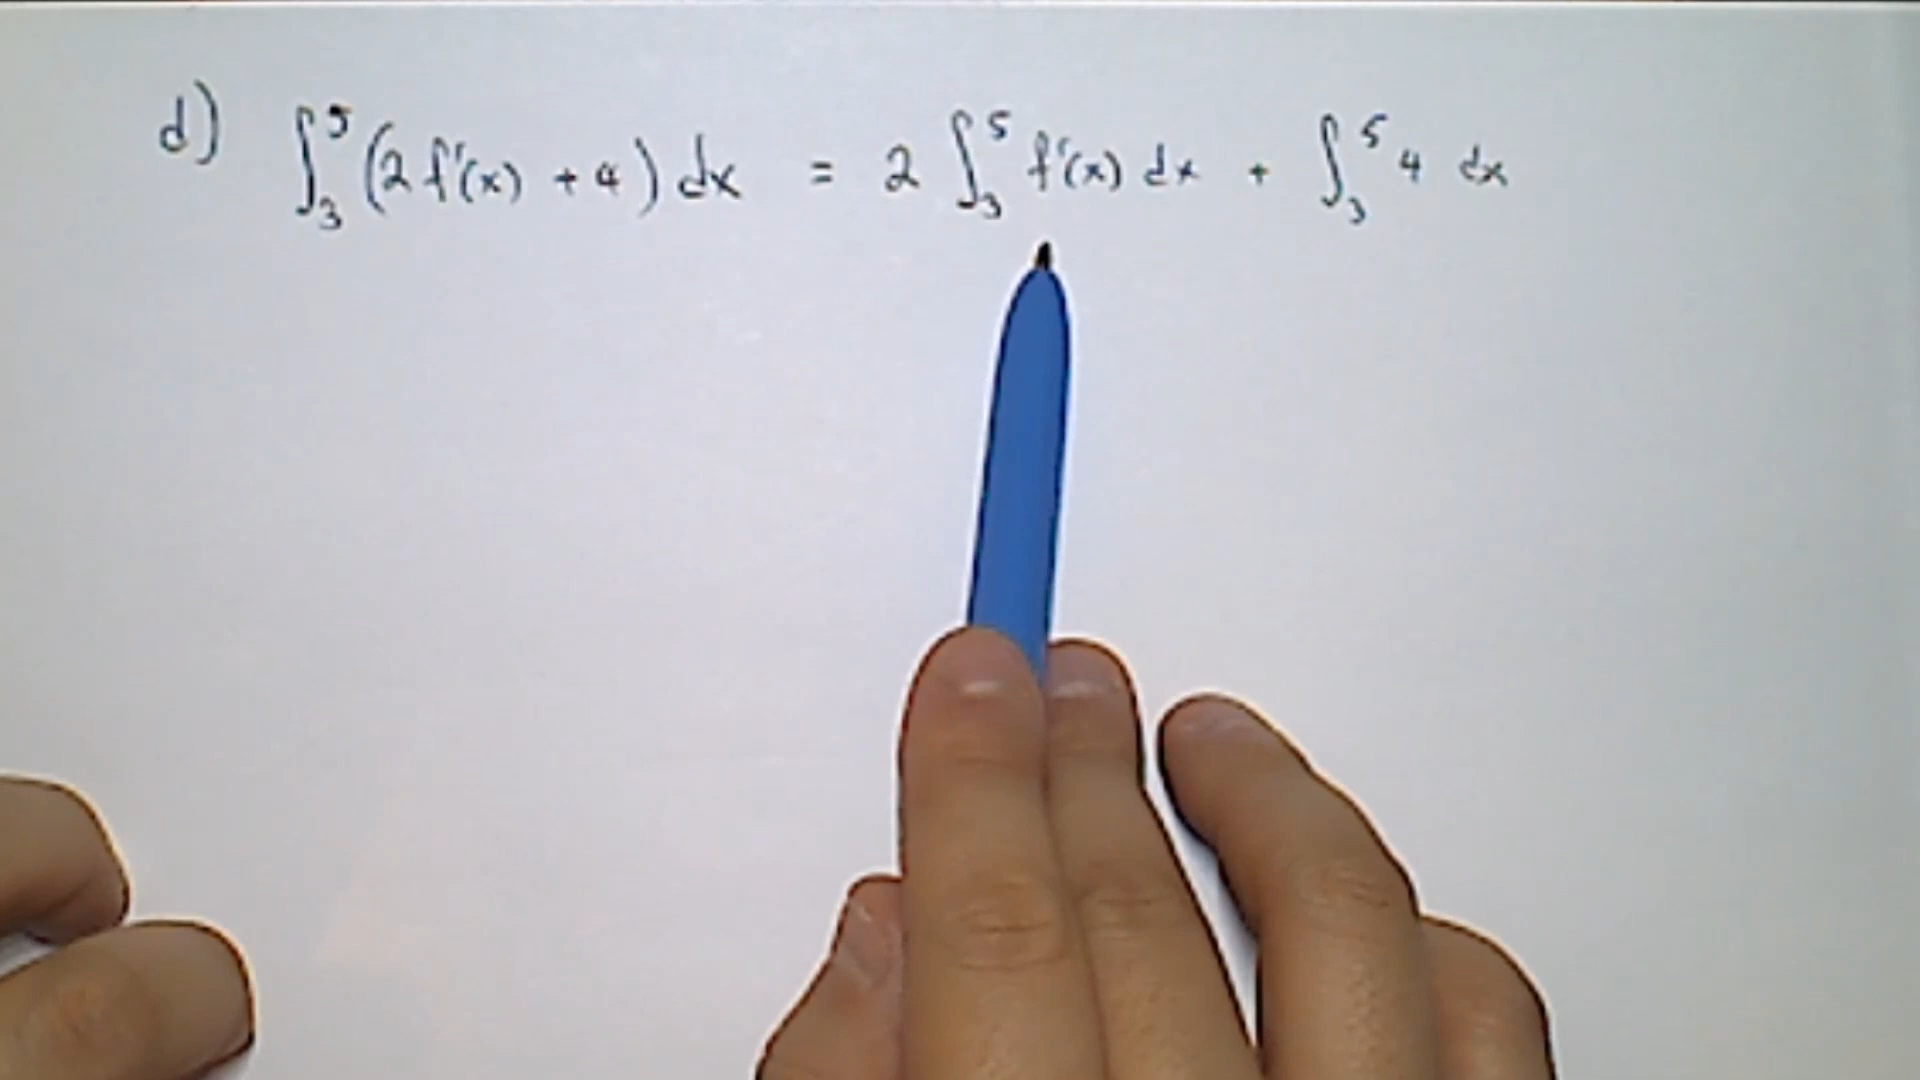 d) ∫₃⁵ (2f'(x) + 4) dx = 2 ∫₃⁵ f'(x) dx + ∫₃⁵ 4 dx